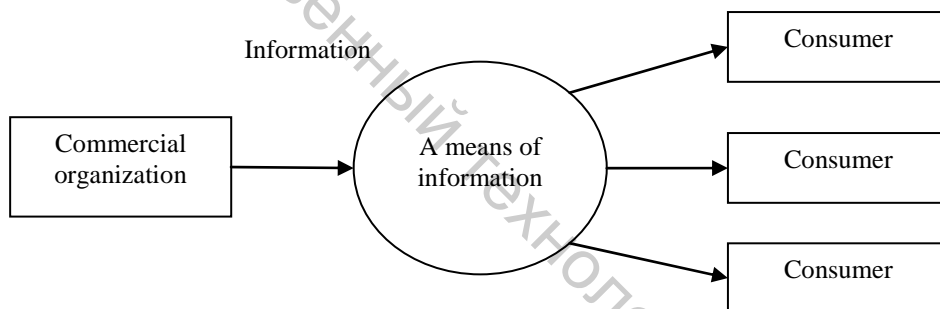 Information
Consumer
Commercial
organization
A means of
information
Consumer
Consumer